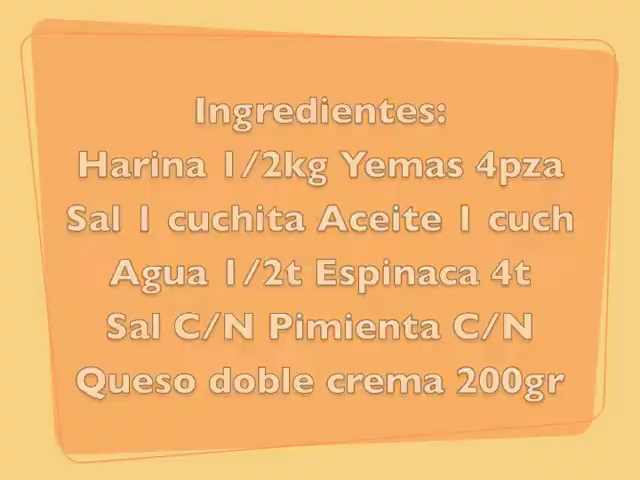 Ingredientes:
Harina 1/2kg Yemas 4pza
Sal 1 cuchita Aceite 1 cuch
Agua 1/2t Espinaca 4t
Sal C/N Pimienta C/N
Queso doble crema 200gr